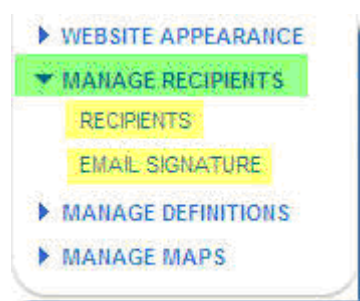 WEBSITE APPEARANCE
MANAGE RECIPIENTS
RECIPIENTS
EMAIL SIGNATURE
MANAGE DEFINITIONS
MANAGE MAPS